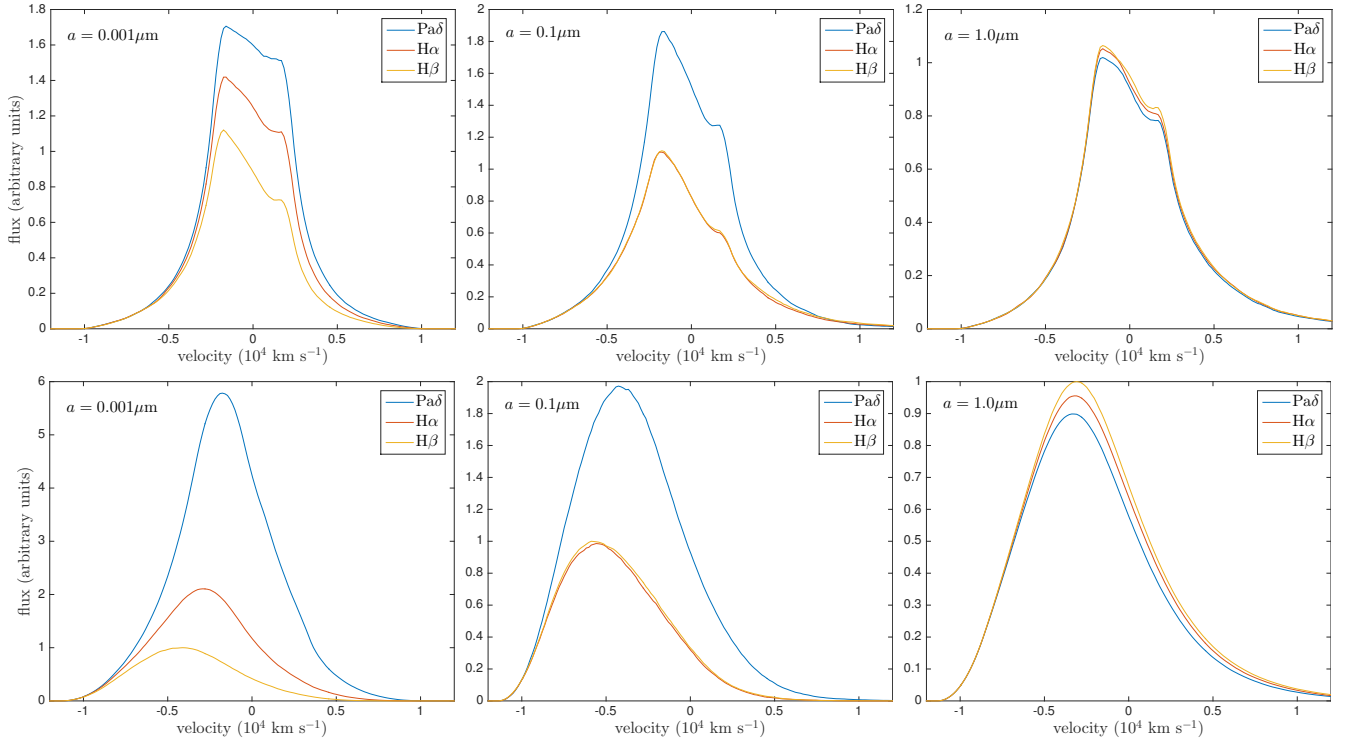 flux (arbitrary units)
1.8
1.6
1.4
1.2
1
0.8
0.6
0.4
0.2
0
a = 0.001μm
Paδ
Hα
Hβ
-1
-0.5
0
0.5
1
velocity (10⁴ km s⁻¹)
2
1.8
1.6
1.4
1.2
1
0.8
0.6
0.4
0.2
0
a = 0.1μm
Paδ
Hα
Hβ
-1
-0.5
0
0.5
1
velocity (10⁴ km s⁻¹)
1.2
1
0.8
0.6
0.4
0.2
0
a = 1.0μm
Paδ
Hα
Hβ
-1
-0.5
0
0.5
1
velocity (10⁴ km s⁻¹)
flux (arbitrary units)
6
5
4
3
2
1
0
a = 0.001μm
Paδ
Hα
Hβ
-1
-0.5
0
0.5
1
velocity (10⁴ km s⁻¹)
2
1.8
1.6
1.4
1.2
1
0.8
0.6
0.4
0.2
0
a = 0.1μm
Paδ
Hα
Hβ
-1
-0.5
0
0.5
1
velocity (10⁴ km s⁻¹)
1
0.9
0.8
0.7
0.6
0.5
0.4
0.3
0.2
0.1
0
a = 1.0μm
Paδ
Hα
Hβ
-1
-0.5
0
0.5
1
velocity (10⁴ km s⁻¹)